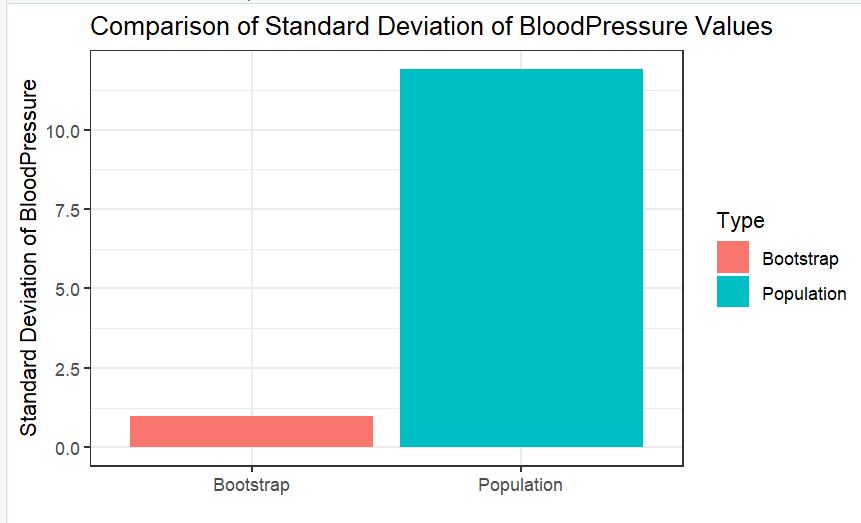 Comparison of Standard Deviation of BloodPressure Values
Standard Deviation of BloodPressure
10.0
7.5
5.0
2.5
0.0
Bootstrap
Population
Type
Bootstrap
Population